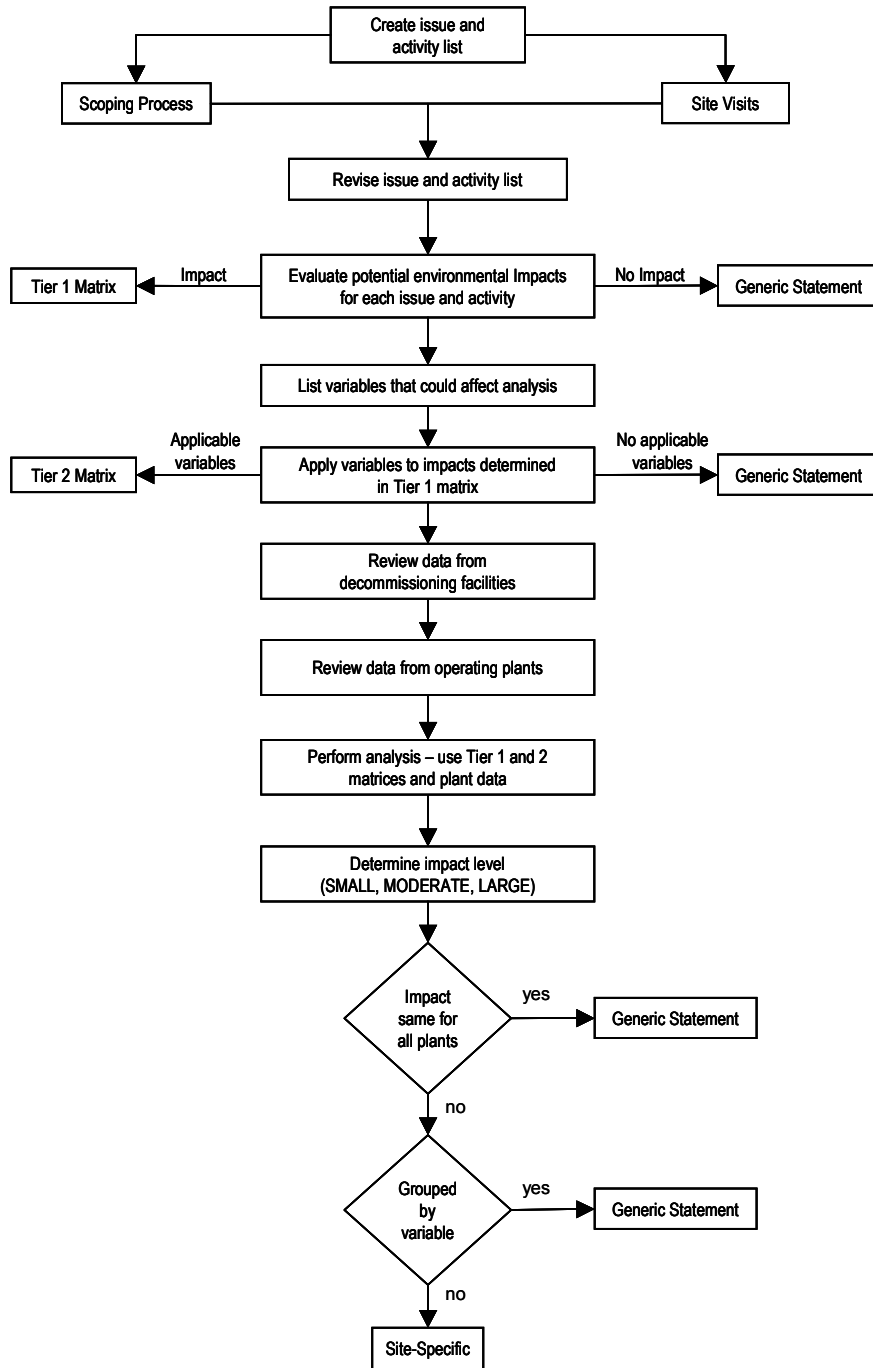 Create issue and
activity list
Scoping Process
Site Visits
Revise issue and activity list
Tier 1 Matrix
Impact
Evaluate potential environmental Impacts
for each issue and activity
No Impact
Generic Statement
List variables that could affect analysis
Tier 2 Matrix
Applicable
variables
Apply variables to impacts determined
in Tier 1 matrix
No applicable
variables
Generic Statement
Review data from
decommissioning facilities
Review data from operating plants
Perform analysis – use Tier 1 and 2
matrices and plant data
Determine impact level
(SMALL, MODERATE, LARGE)
Impact
same for
all plants
yes
Generic Statement
no
Grouped
by
variable
yes
Generic Statement
no
Site-Specific